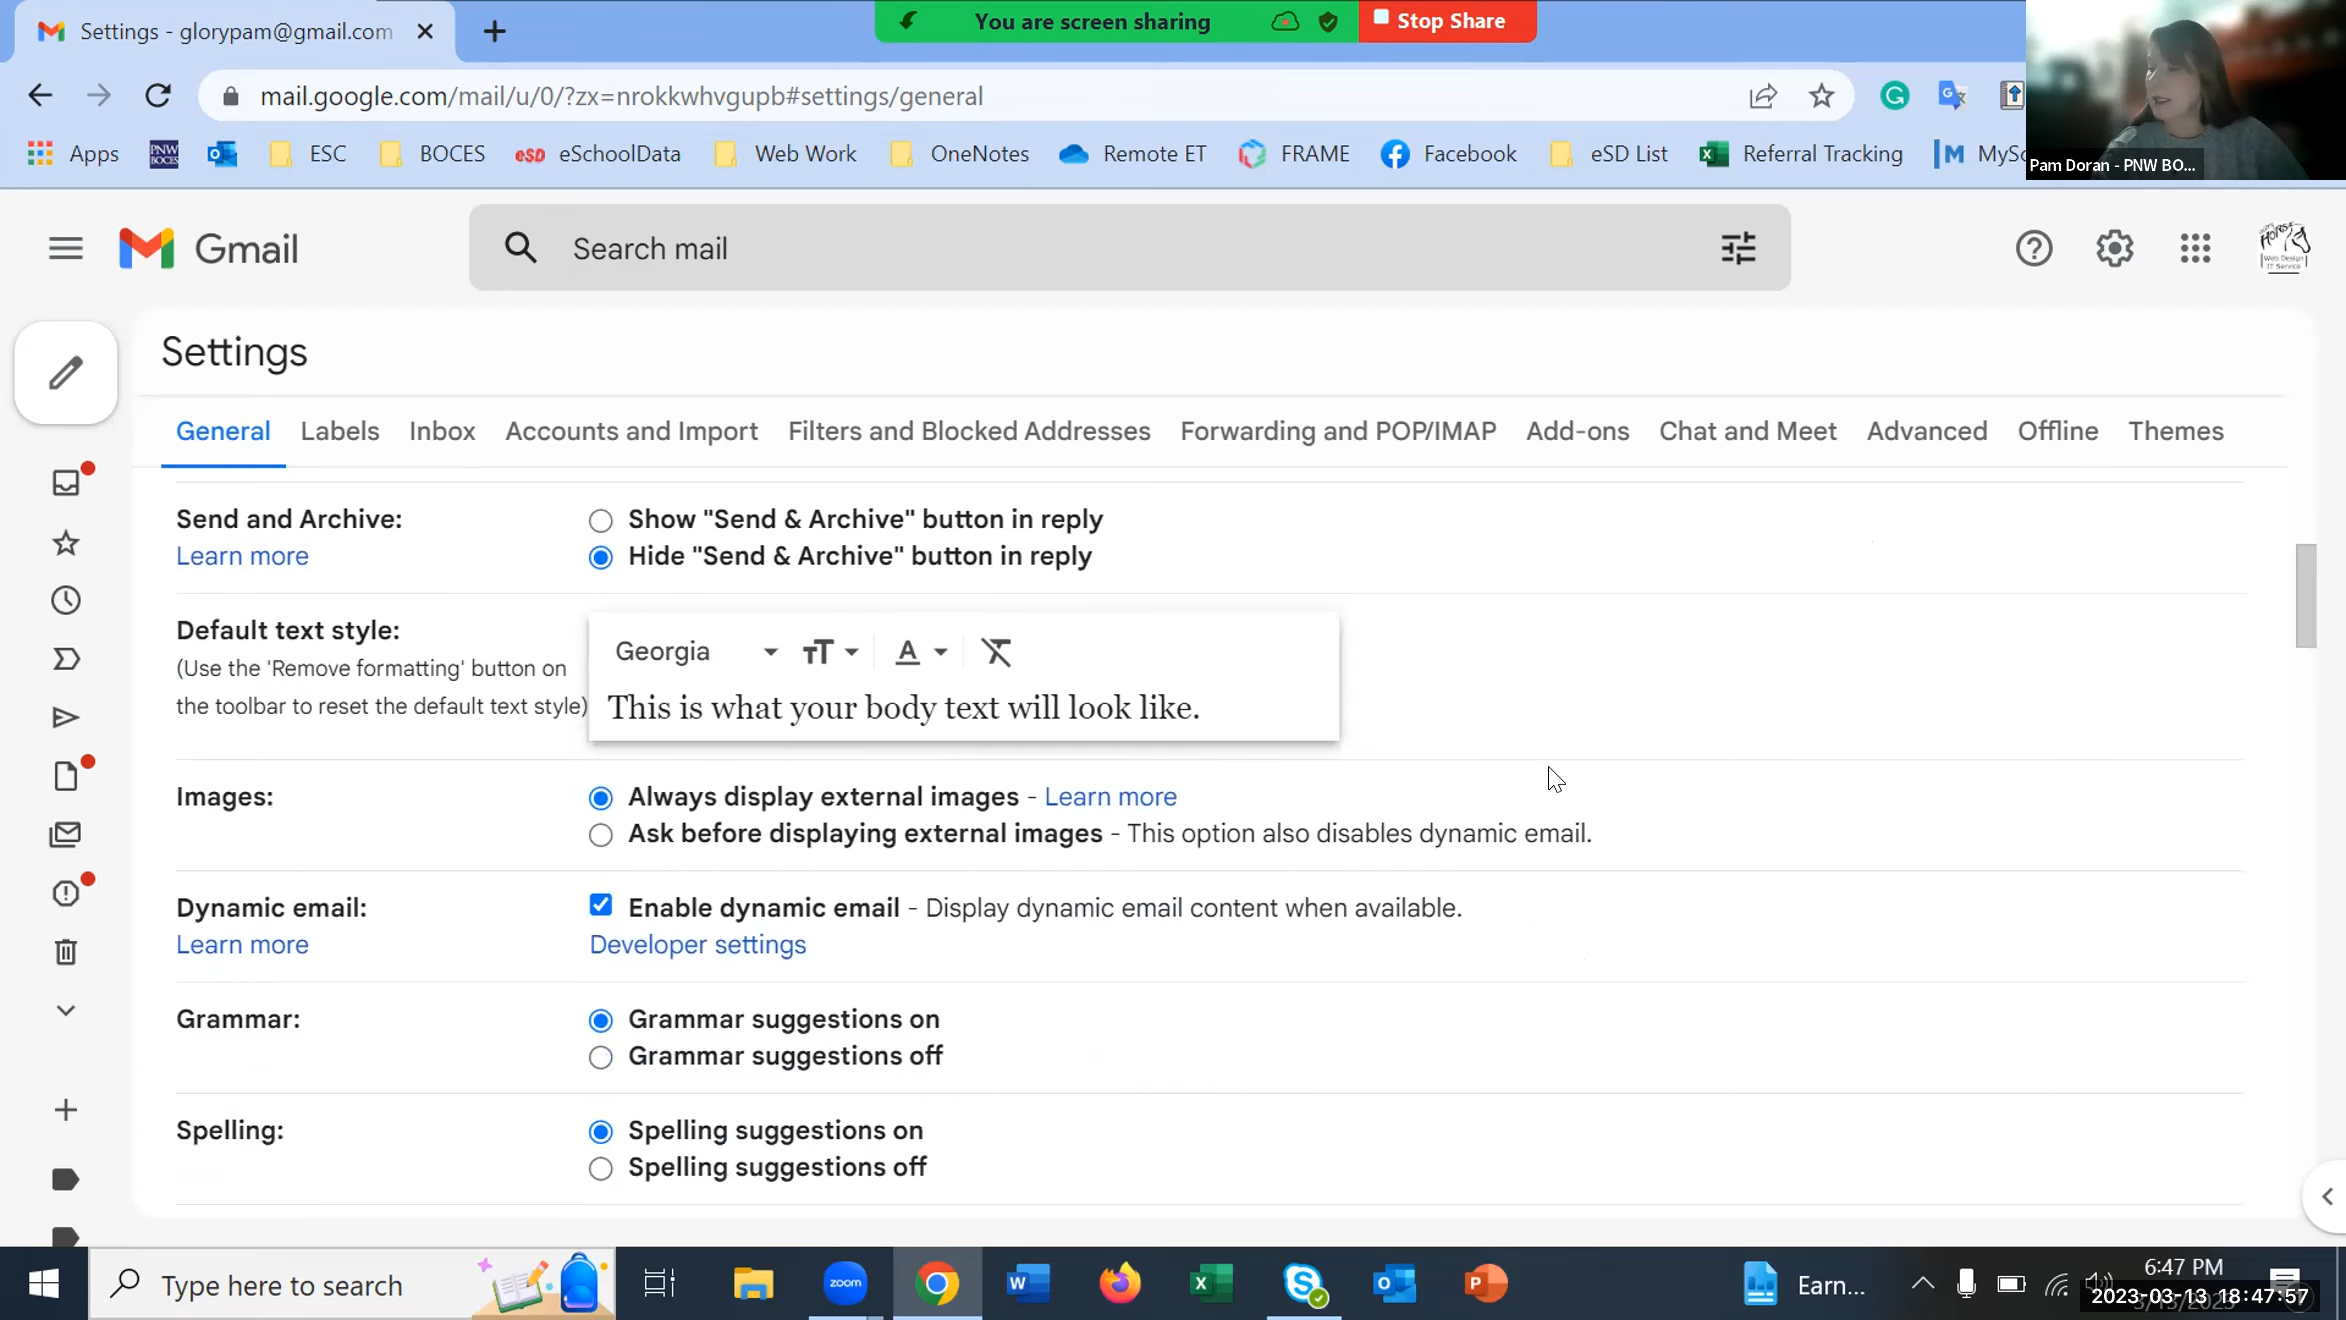 Settings - glorypam@gmail.com
You are screen sharing
Stop Share
mail.google.com/mail/u/0/?zx=nrokkwhvgupb#settings/general
Apps
PNW BOCES
ESC
BOCES
eSD eSchoolData
Web Work
OneNotes
Remote ET
FRAME
Facebook
eSD List
Referral Tracking
Pam Doran - PNW BO...
Gmail
Search mail
Settings
General Labels Inbox Accounts and Import Filters and Blocked Addresses Forwarding and POP/IMAP Add-ons Chat and Meet Advanced Offline Themes
Send and Archive:
Learn more
Show "Send & Archive" button in reply
Hide "Send & Archive" button in reply
Default text style:
(Use the 'Remove formatting' button on
the toolbar to reset the default text style)
Georgia
This is what your body text will look like.
Images:
Always display external images - Learn more
Ask before displaying external images - This option also disables dynamic email.
Dynamic email:
Learn more
Enable dynamic email - Display dynamic email content when available.
Developer settings
Grammar:
Grammar suggestions on
Grammar suggestions off
Spelling:
Spelling suggestions on
Spelling suggestions off
Type here to search
zoom
Earn...
6:47 PM
2023-03-13 18:47:57